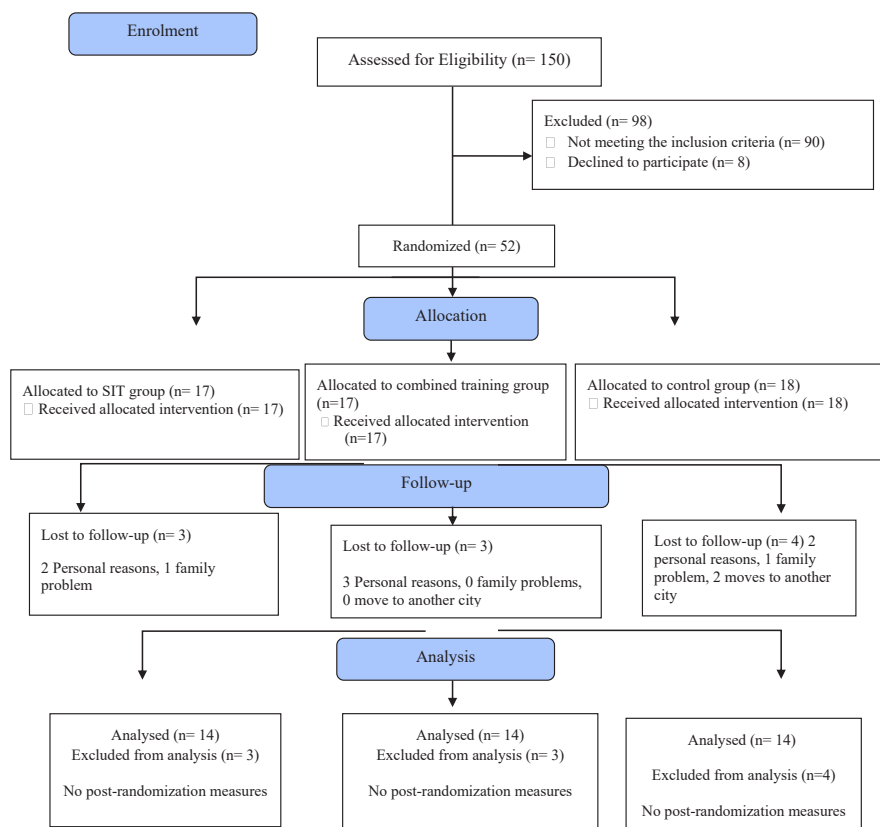 Enrolment
Assessed for Eligibility (n= 150)
Excluded (n= 98)
Not meeting the inclusion criteria (n= 90)
Declined to participate (n= 8)
Randomized (n= 52)
Allocation
Allocated to SIT group (n= 17)
Received allocated intervention (n= 17)
Allocated to combined training group
(n=17)
Received allocated intervention
(n=17)
Allocated to control group (n= 18)
Received allocated intervention (n= 18)
Follow-up
Lost to follow-up (n= 3)
2 Personal reasons, 1 family
problem
Lost to follow-up (n= 3)
3 Personal reasons, 0 family problems,
0 move to another city
Lost to follow-up (n= 4) 2
personal reasons, 1 family
problem, 2 moves to another
city
Analysis
Analysed (n= 14)
Excluded from analysis (n= 3)
No post-randomization measures
Analysed (n= 14)
Excluded from analysis (n= 3)
No post-randomization measures
Analysed (n= 14)
Excluded from analysis (n=4)
No post-randomization measures